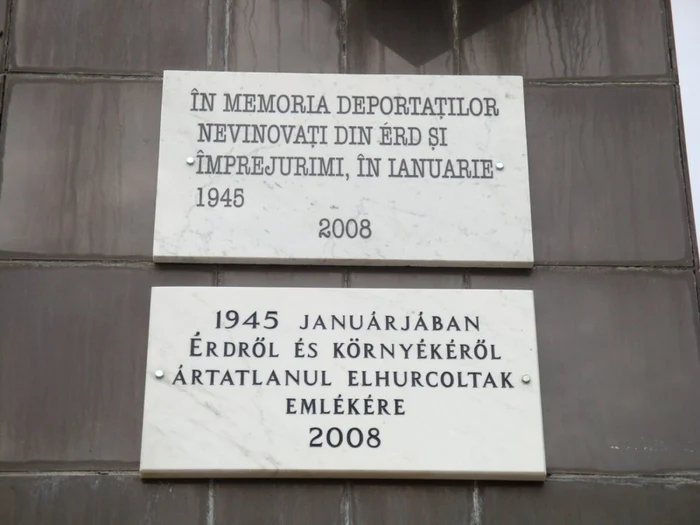 ÎN MEMORIA DEPORTAȚILOR
NEVINOVAȚI DIN ÉRD ȘI
ÎMPREJURIMI, ÎN IANUARIE
1945
2008
1945 JANUÁRJÁBAN
ÉRDRŐL ÉS KÖRNYÉKÉRŐL
ÁRTATLANUL ELHURCOLTAK
EMLÉKÉRE
2008